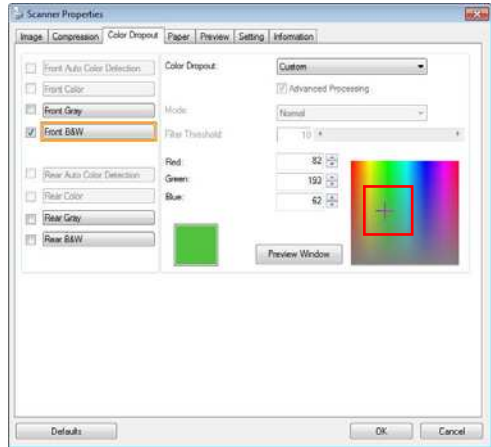 Scanner Properties
Image Compression Color Dropout Paper Preview Setting Information
Front Auto Color Detection
Front Color
Front Gray
Front B&W
Rear Auto Color Detection
Rear Color
Rear Gray
Rear B&W
Color Dropout: Custom
Advanced Processing
Mode: Normal
Filter Threshold: 10
Red: 82
Green: 193
Blue: 62
Preview Window
Defaults OK Cancel